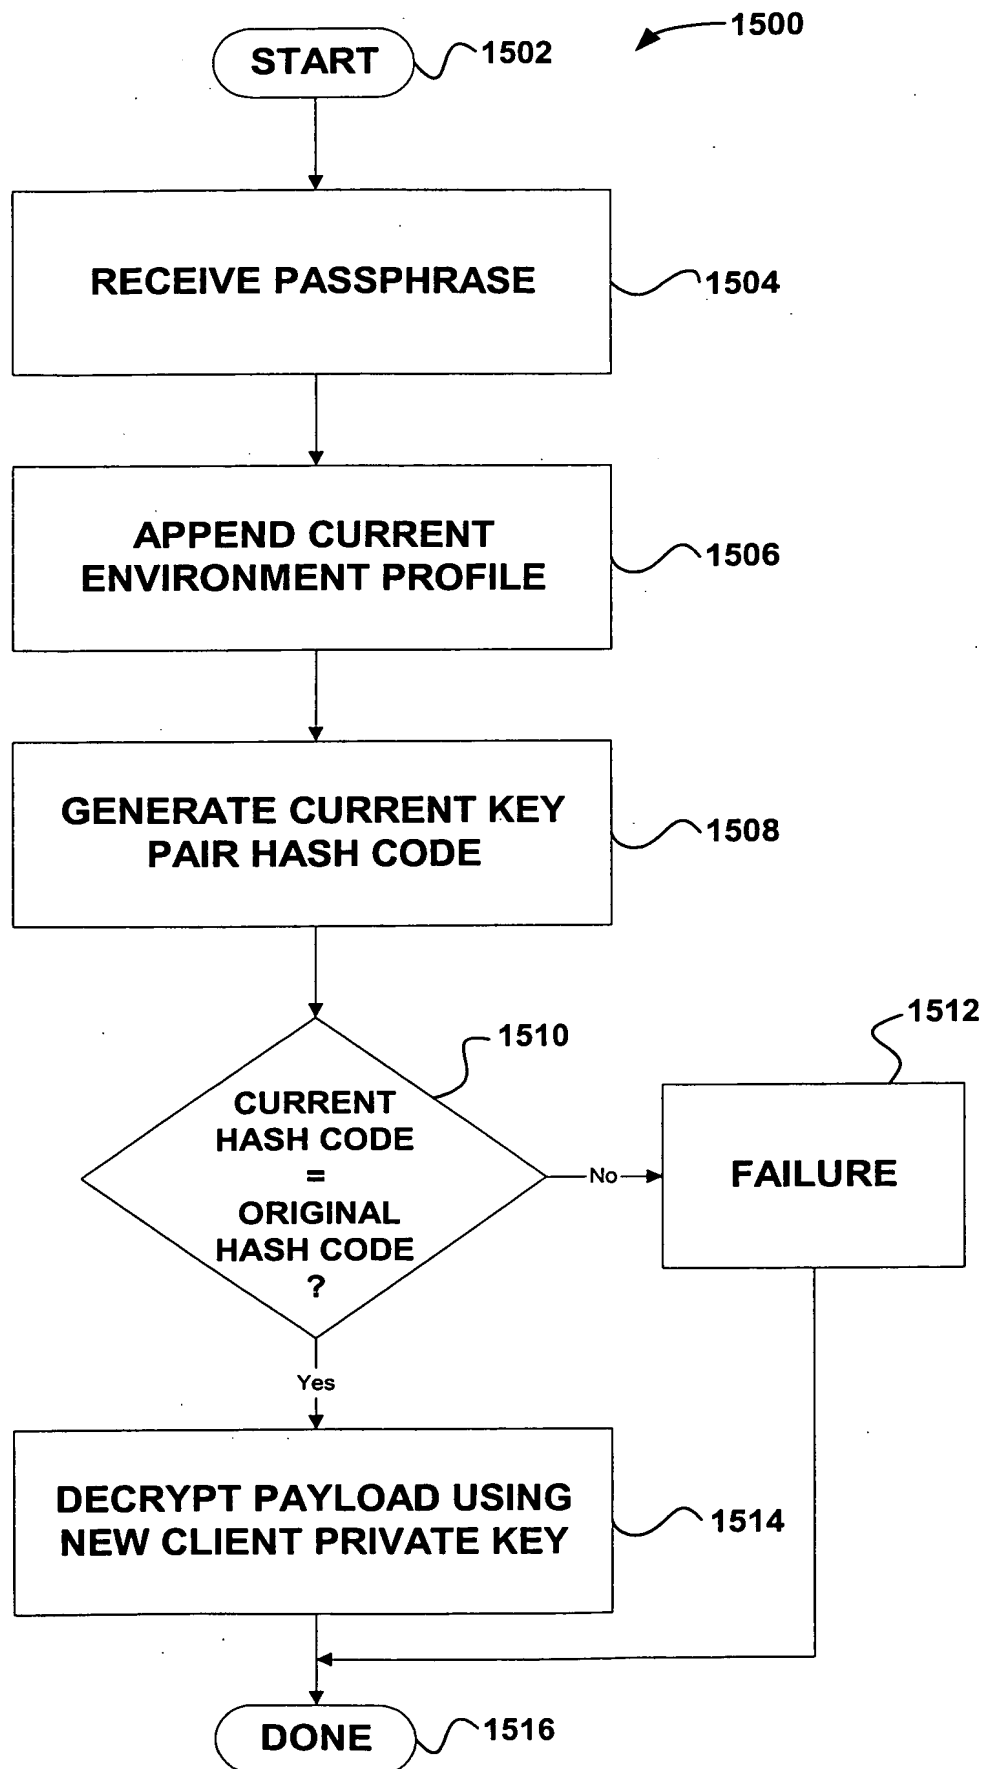 1500
START
1502
RECEIVE PASSPHRASE
1504
APPEND CURRENT
ENVIRONMENT PROFILE
1506
GENERATE CURRENT KEY
PAIR HASH CODE
1508
1510
CURRENT
HASH CODE
=
ORIGINAL
HASH CODE
?
No
1512
FAILURE
Yes
DECRYPT PAYLOAD USING
NEW CLIENT PRIVATE KEY
1514
DONE
1516